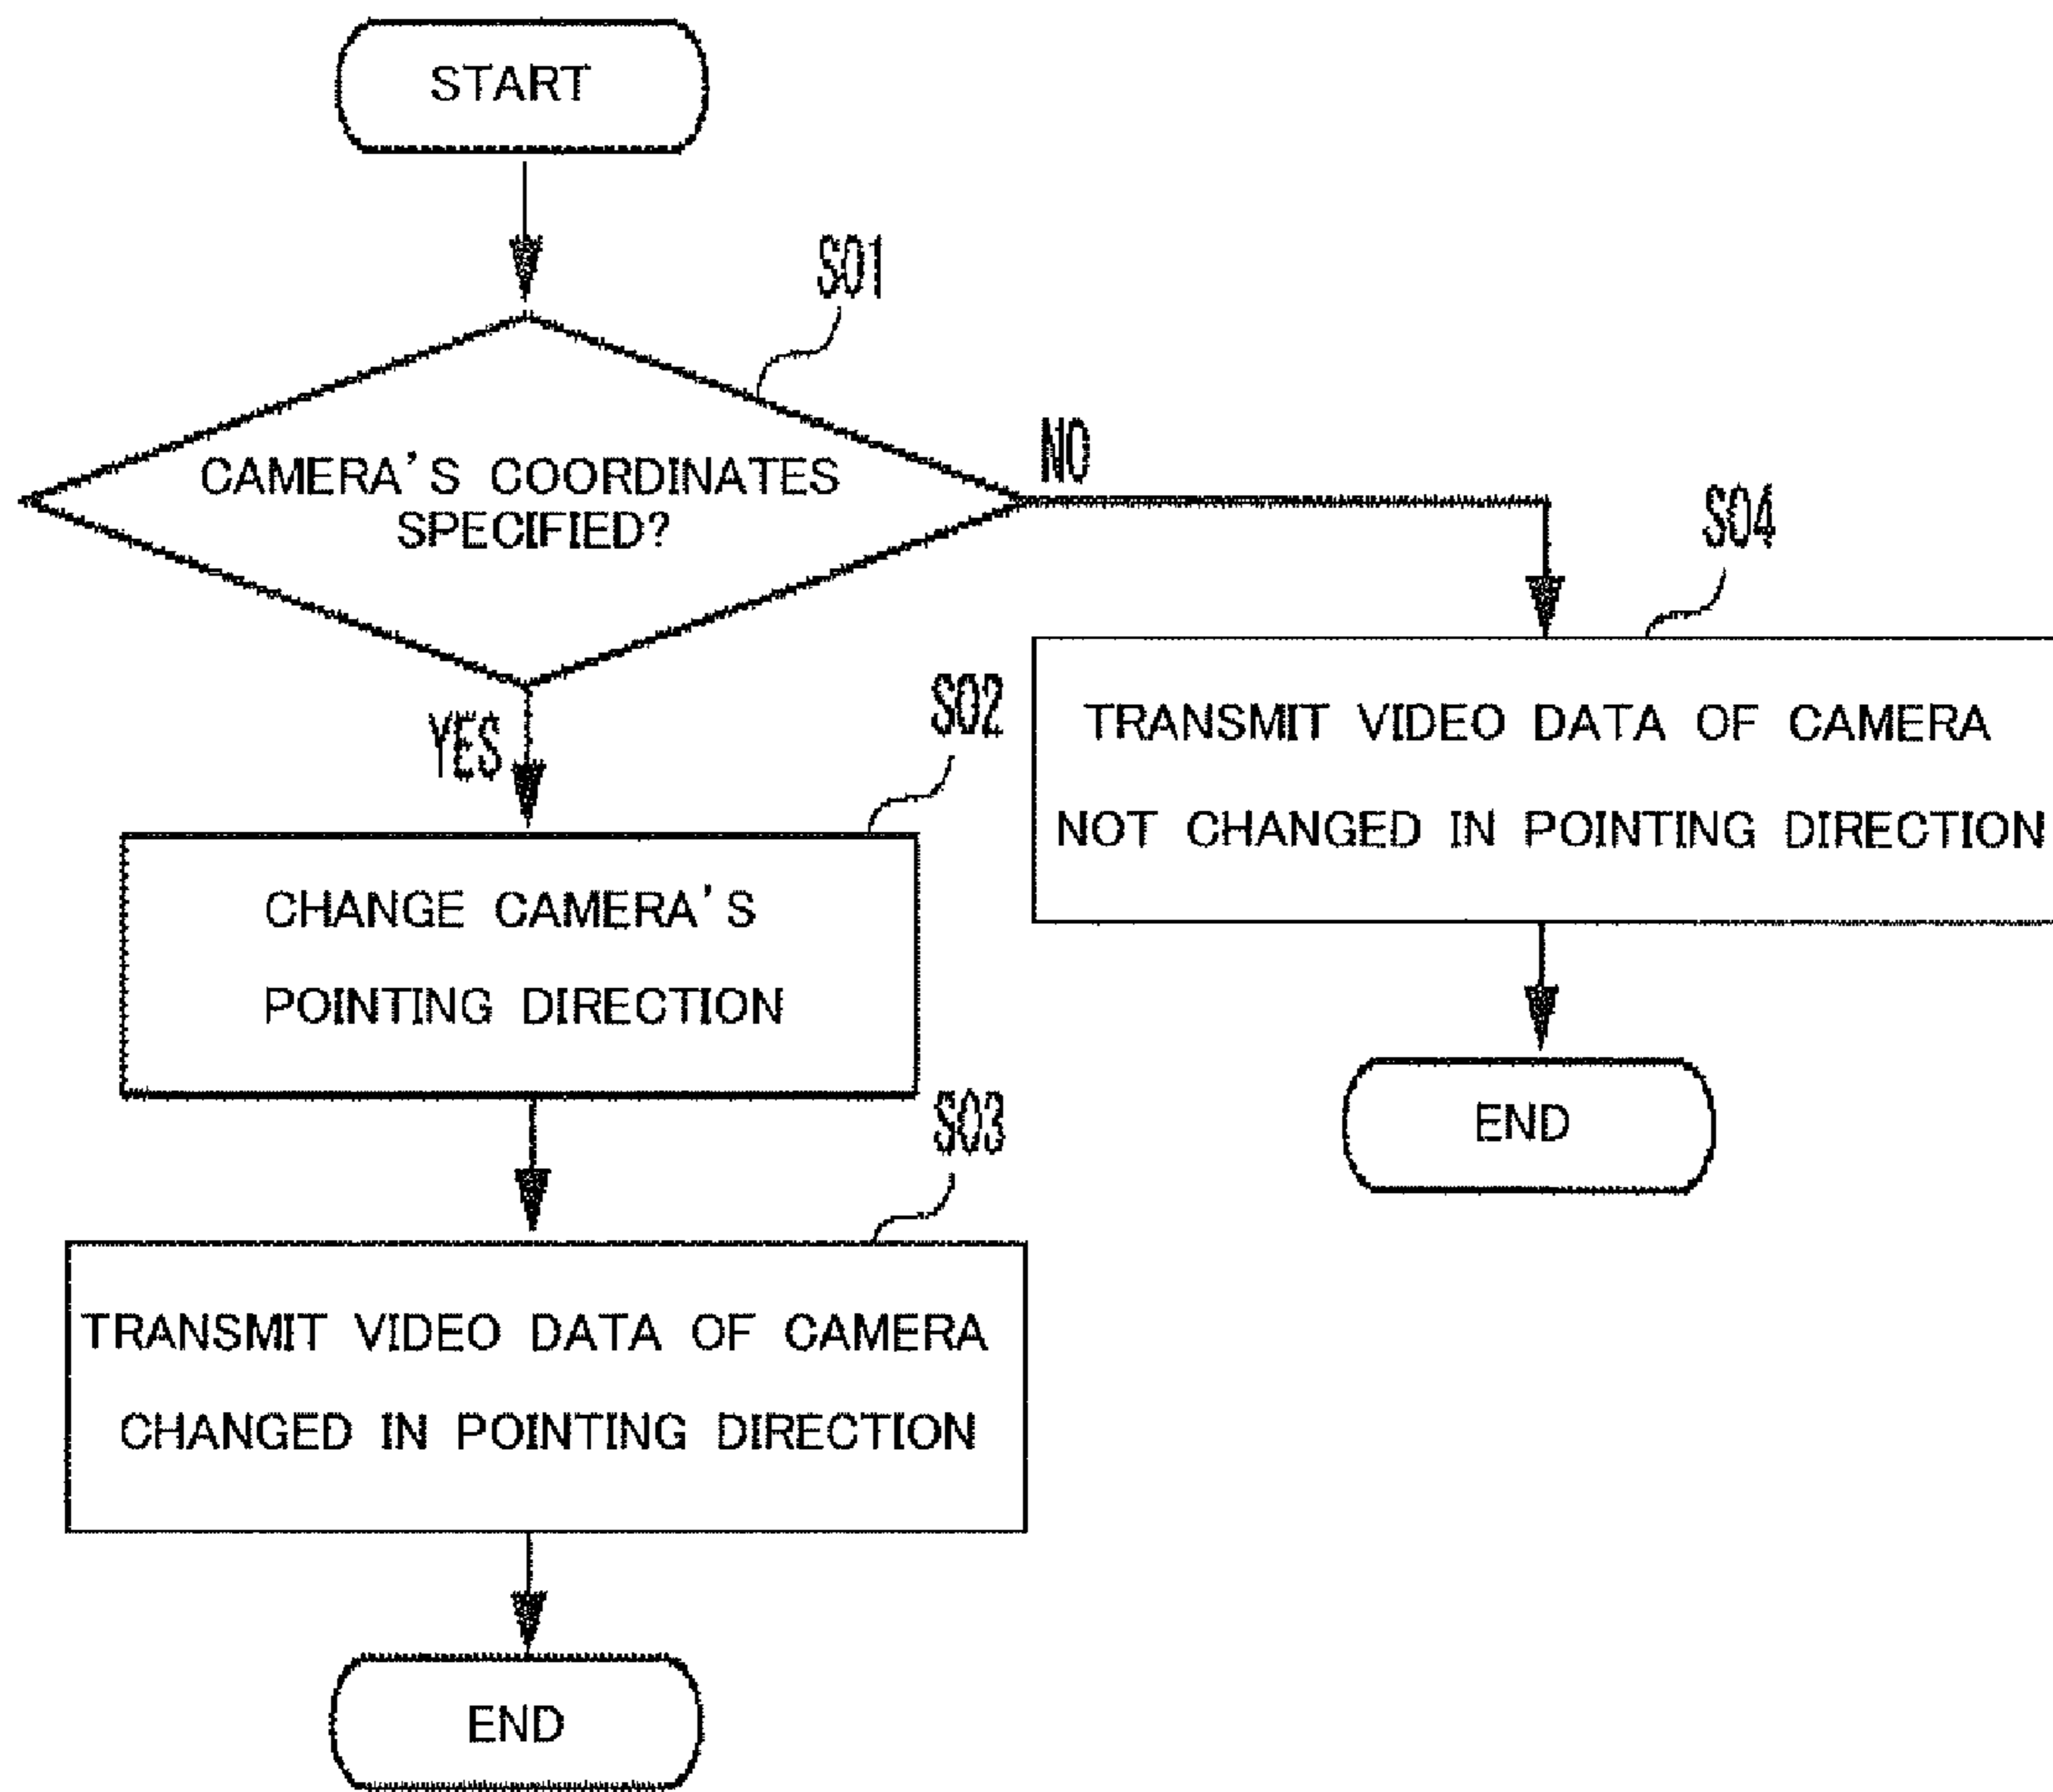 START
S01
CAMERA'S COORDINATES
SPECIFIED?
NO
YES
S02
CHANGE CAMERA'S
POINTING DIRECTION
S03
TRANSMIT VIDEO DATA OF CAMERA
CHANGED IN POINTING DIRECTION
END
S04
TRANSMIT VIDEO DATA OF CAMERA
NOT CHANGED IN POINTING DIRECTION
END